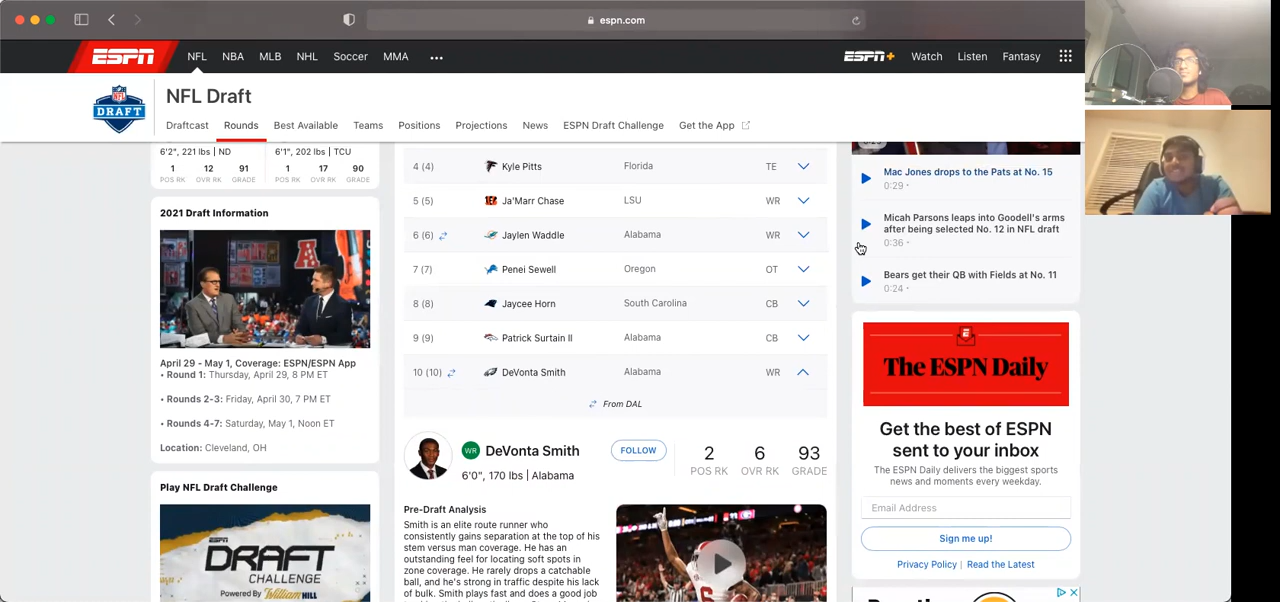 espn.com
ESPN
NFL NBA MLB NHL Soccer MMA •••
ESPN+ Watch Listen Fantasy
NFL
DRAFT
NFL Draft
Draftcast Rounds Best Available Teams Positions Projections News ESPN Draft Challenge Get the App
6'2", 221 lbs | ND
6'1", 202 lbs | TCU
1 12 91
POS RK OVR RK GRADE
1 17 90
POS RK OVR RK GRADE
2021 Draft Information
April 29 - May 1, Coverage: ESPN/ESPN App
• Round 1: Thursday, April 29, 8 PM ET
• Rounds 2-3: Friday, April 30, 7 PM ET
• Rounds 4-7: Saturday, May 1, Noon ET
Location: Cleveland, OH
Play NFL Draft Challenge
ESPN
DRAFT
CHALLENGE
Powered By William HILL
4 (4) Kyle Pitts Florida TE
5 (5) Ja'Marr Chase LSU WR
6 (6) Jaylen Waddle Alabama WR
7 (7) Penei Sewell Oregon OT
8 (8) Jaycee Horn South Carolina CB
9 (9) Patrick Surtain II Alabama CB
10 (10) DeVonta Smith Alabama WR
From DAL
WR DeVonta Smith
6'0", 170 lbs | Alabama
FOLLOW
2 6 93
POS RK OVR RK GRADE
Pre-Draft Analysis
Smith is an elite route runner who
consistently gains separation at the top of his
stem versus man coverage. He has an
outstanding feel for locating soft spots in
zone coverage. He rarely drops a catchable
ball, and he's strong in traffic despite his lack
of bulk. Smith plays fast and does a good job
Mac Jones drops to the Pats at No. 15
0:29 ·
Micah Parsons leaps into Goodell's arms
after being selected No. 12 in NFL draft
0:36 ·
Bears get their QB with Fields at No. 11
0:24 ·
The ESPN Daily
Get the best of ESPN
sent to your inbox
The ESPN Daily delivers the biggest sports
news and moments every weekday.
Email Address
Sign me up!
Privacy Policy | Read the Latest